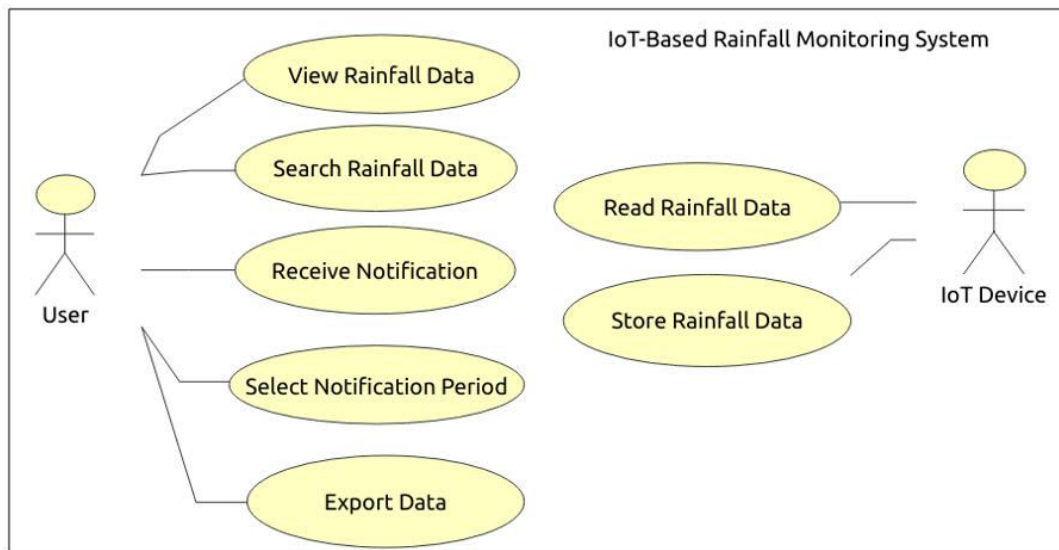 IoT-Based Rainfall Monitoring System
View Rainfall Data
Search Rainfall Data
Read Rainfall Data
Receive Notification
IoT Device
User
Store Rainfall Data
Select Notification Period
Export Data